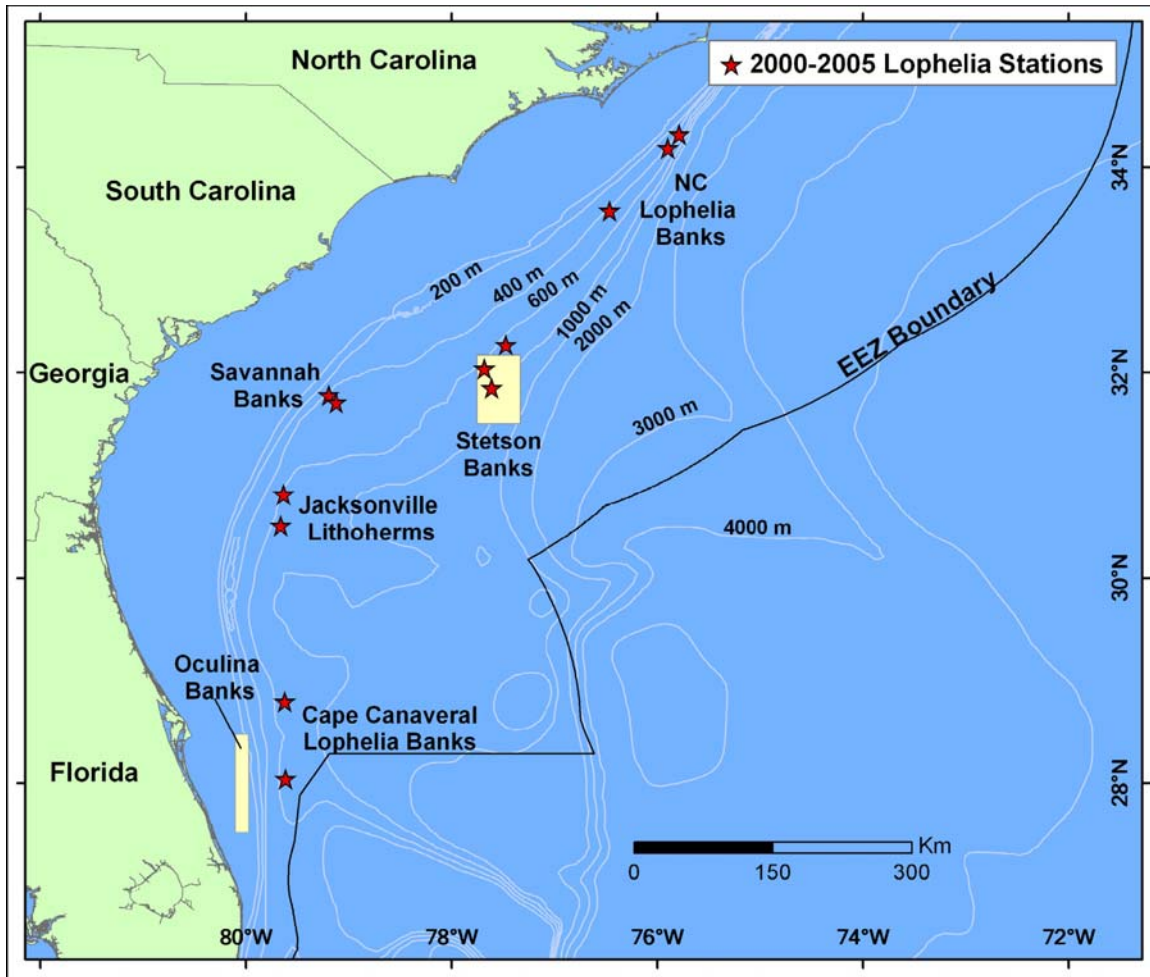 North Carolina
2000-2005 Lophelia Stations
South Carolina
34°N
NC
Lophelia
Banks
200 m
400 m
600 m
1000 m
2000 m
EEZ Boundary
Georgia
Savannah
Banks
32°N
3000 m
Stetson
Banks
Jacksonville
Lithoherms
4000 m
30°N
Oculina
Banks
Cape Canaveral
Lophelia Banks
Florida
28°N
Km
0
150
300
80°W
78°W
76°W
74°W
72°W